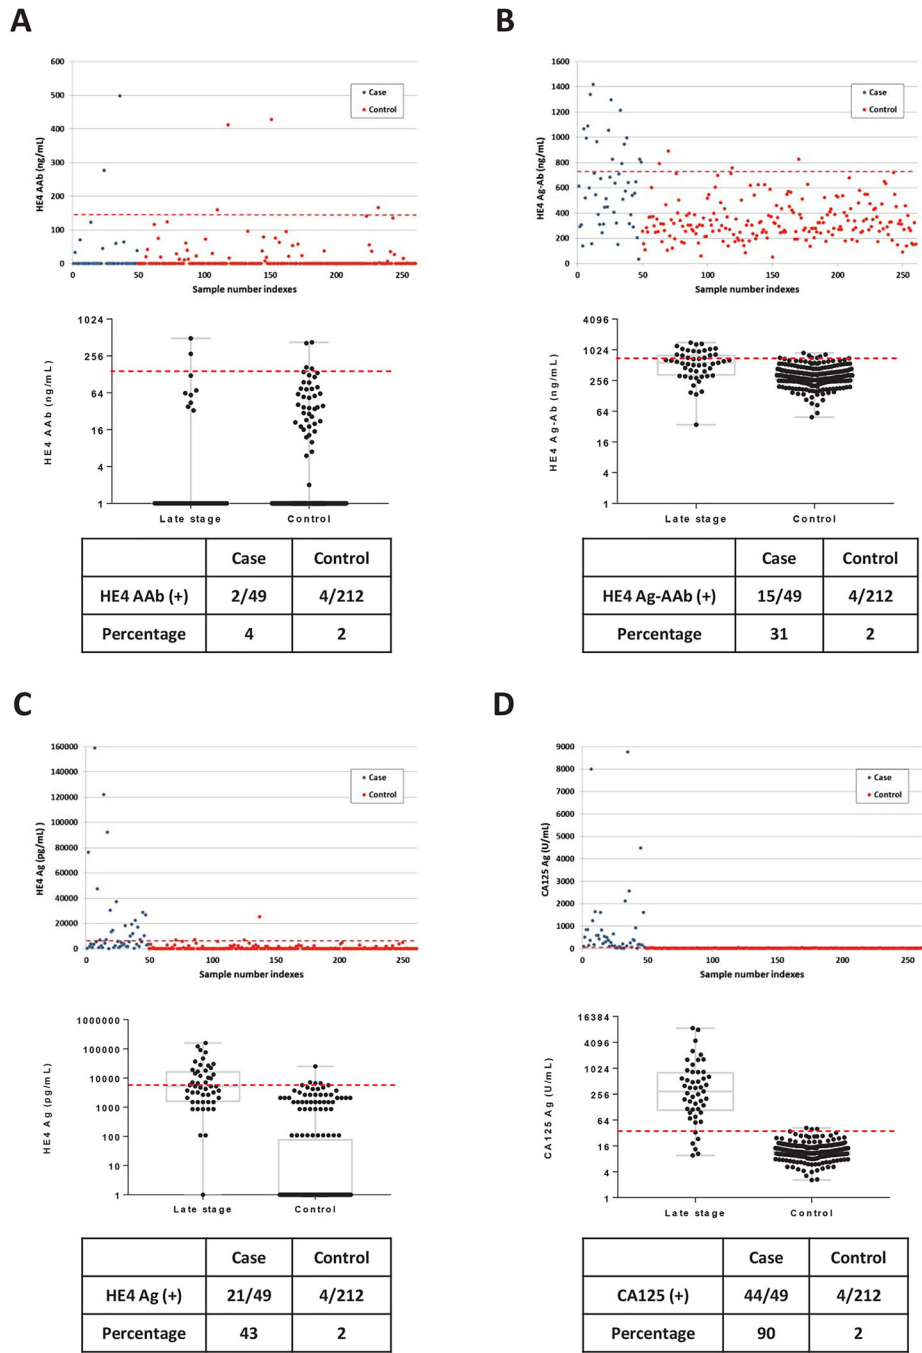 A
B
600
500
400
300
200
100
0
HE4 AAb (ng/mL)
Case
Control
0
50
100
150
200
250
Sample number indexes
1600
1400
1200
1000
800
600
400
200
0
HE4 Ag-Ab (ng/mL)
Case
Control
0
50
100
150
200
250
Sample number indexes
1024
256
64
16
4
1
HE4 AAb (ng/mL)
Late stage
Control
4096
1024
256
64
16
4
1
HE4 Ag-Ab (ng/mL)
Late stage
Control
Case Control
HE4 AAb (+) 2/49 4/212
Percentage 4 2
Case Control
HE4 Ag-AAb (+) 15/49 4/212
Percentage 31 2
C
D
160000
140000
120000
100000
80000
60000
40000
20000
0
HE4 Ag (pg/mL))
Case
Control
0
50
100
150
200
250
Sample number indexes
9000
8000
7000
6000
5000
4000
3000
2000
1000
0
CA125 Ag (U/mL)
Case
Control
0
50
100
150
200
250
Sample number indexes
1000000
100000
10000
1000
100
10
1
HE4 Ag (pg/mL)
Late stage
Control
16384
4096
1024
256
64
16
4
1
CA125 Ag (U/mL)
Late stage
Control
Case Control
HE4 Ag (+) 21/49 4/212
Percentage 43 2
Case Control
CA125 (+) 44/49 4/212
Percentage 90 2